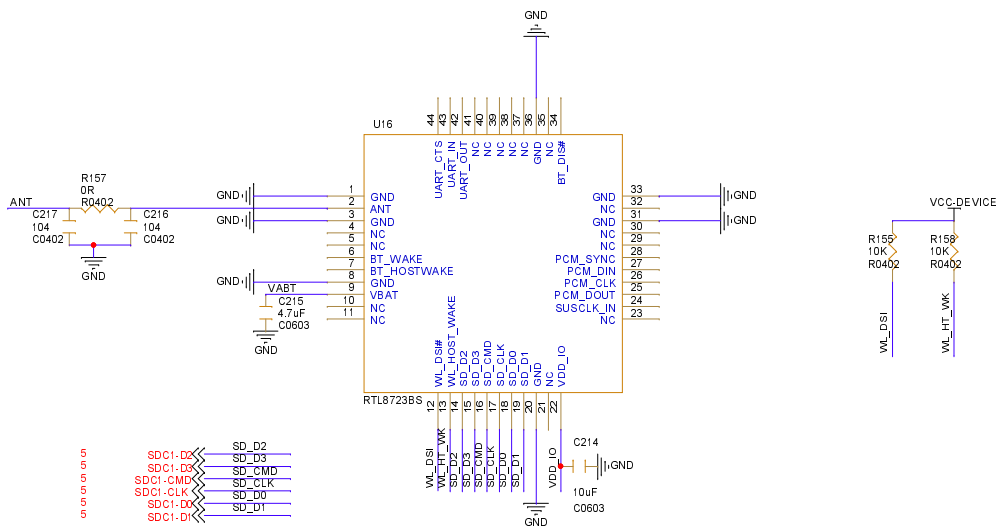 GND
44
43
42
41
40
39
38
37
36
35
34
U16
UART_CTS
UART_IN
UART_OUT
NC
NC
NC
NC
NC
GND
NC
BT_DIS#
ANT
R157
0R
R0402
C217
104
C0402
C216
104
C0402
GND
GND
GND
GND
VABT
C215
4.7uF
C0603
GND
1 GND
2 ANT
3 GND
4 NC
5 NC
6 BT_WAKE
7 BT_HOSTWAKE
8 GND
9 VBAT
10 NC
11 NC
GND 33
NC 32
GND 31
NC 30
NC 29
PCM_SYNC 28
PCM_DIN 27
PCM_CLK 26
PCM_DOUT 25
SUSCLK_IN 24
NC 23
GND
GND
VCC-DEVICE
R155
10K
R0402
R158
10K
R0402
WL_DSI
WL_HT_WK
WL_DSI#
WL_HOST_WAKE
SD_D2
SD_D3
SD_CMD
SD_CLK
SD_D0
SD_D1
GND
NC
VDD_IO
RTL8723BS
12
13
14
15
16
17
18
19
20
21
22
WL_DSI
WL_HT_WK
SD_D2
SD_D3
SD_CMD
SD_CLK
SD_D0
SD_D1
VDD_IO
C214
GND
10uF
C0603
GND
5 SDC1-D2 SD_D2
5 SDC1-D3 SD_D3
5 SDC1-CMD SD_CMD
5 SDC1-CLK SD_CLK
5 SDC1-D0 SD_D0
5 SDC1-D1 SD_D1